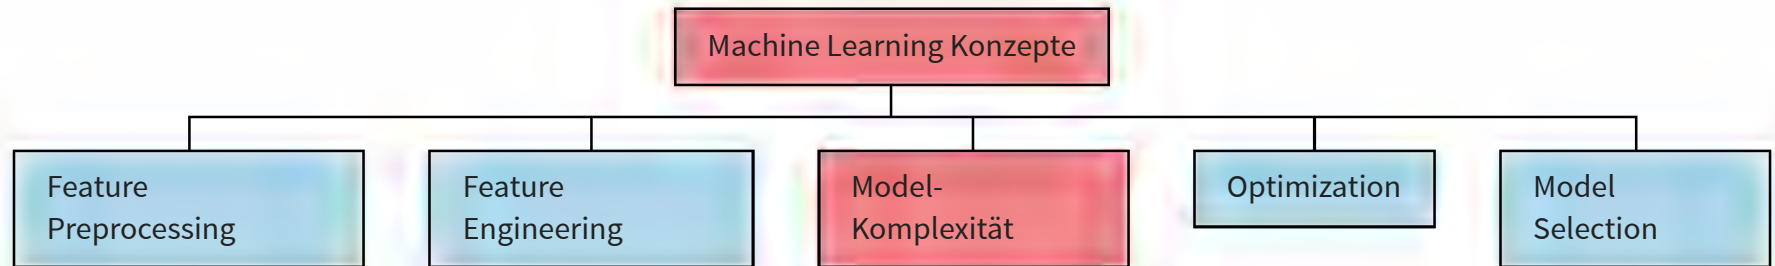 Machine Learning Konzepte
Feature
Preprocessing
Feature
Engineering
Model-
Komplexität
Optimization
Model
Selection